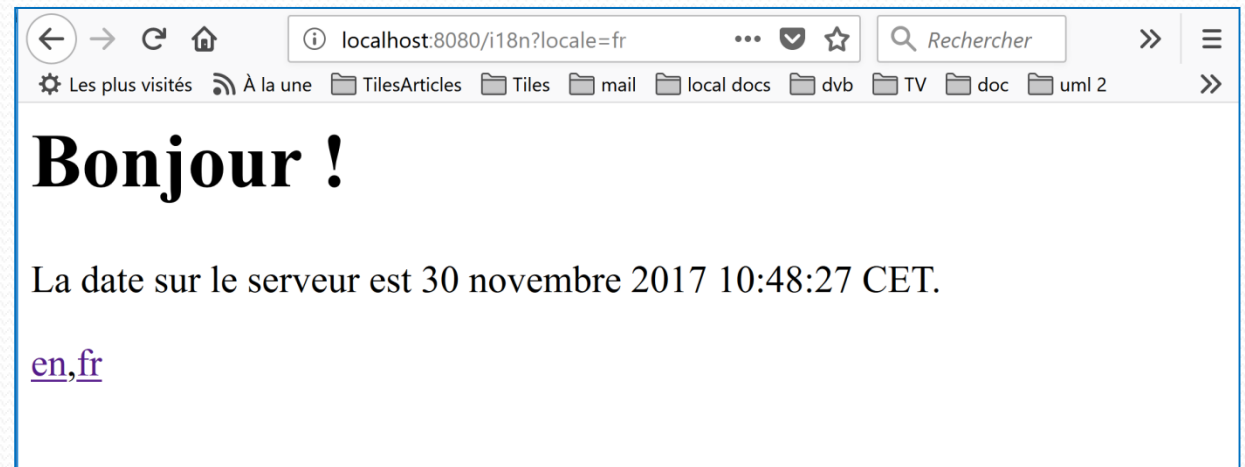 localhost:8080/i18n?locale=fr
Rechercher
Les plus visités À la une TilesArticles Tiles mail local docs dvb TV doc uml 2
Bonjour !
La date sur le serveur est 30 novembre 2017 10:48:27 CET.
en,fr